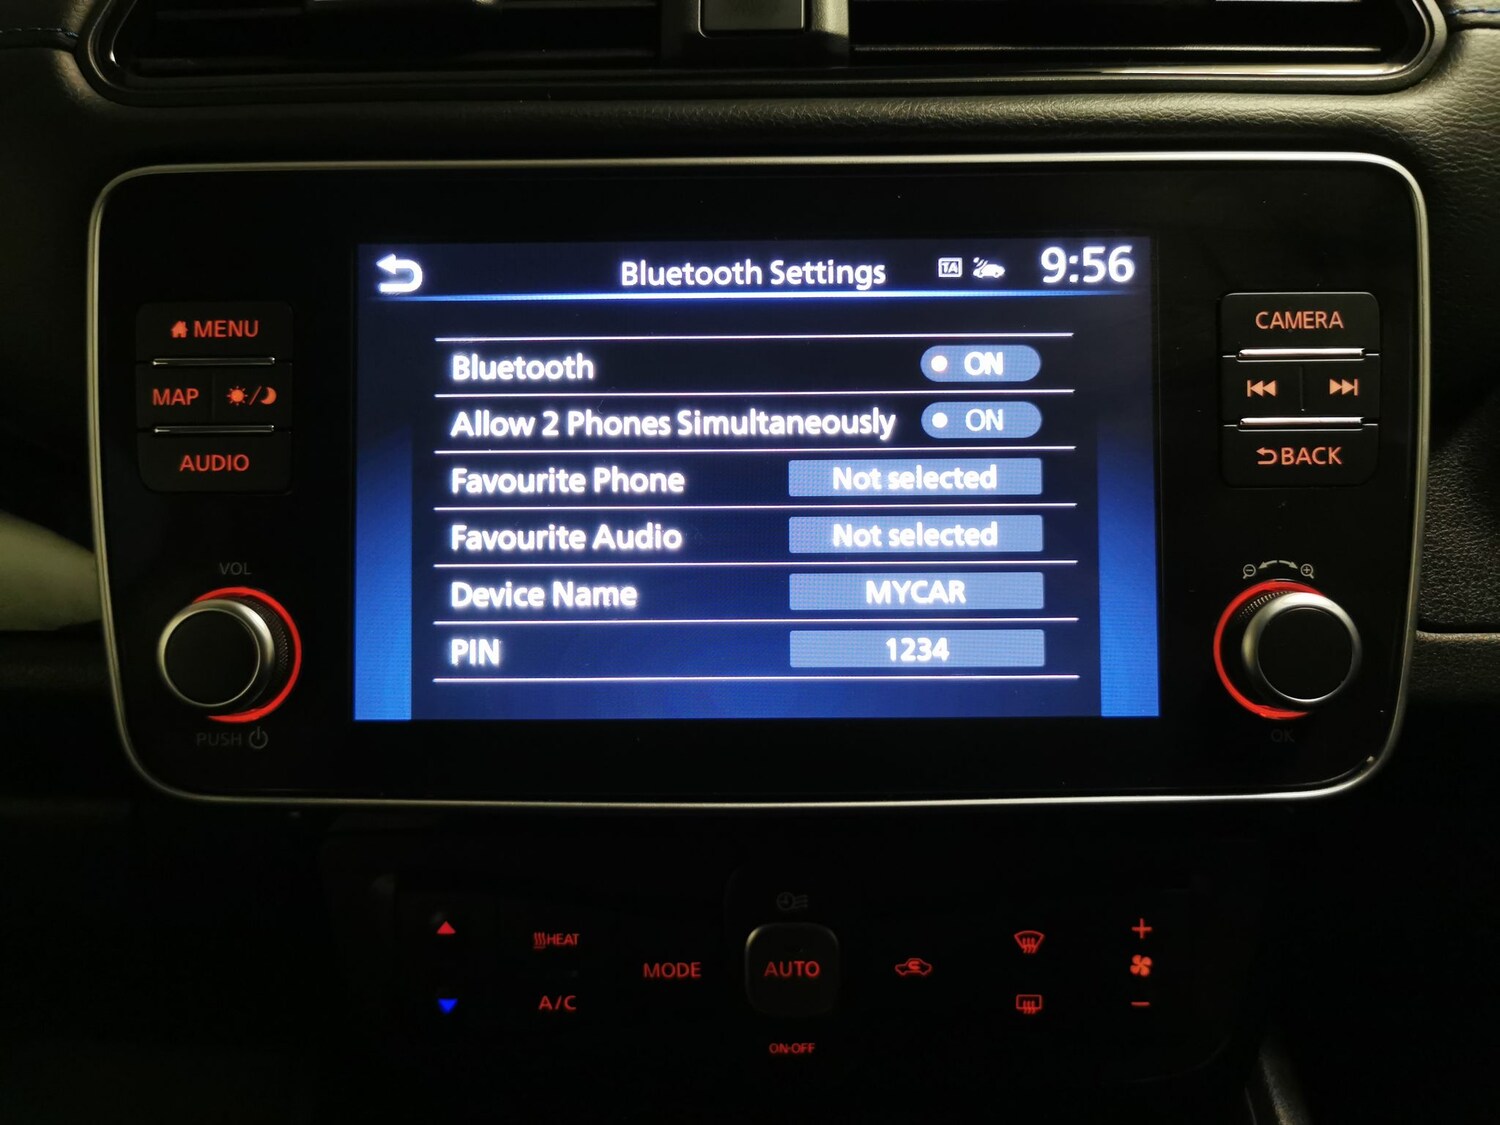 Bluetooth Settings TA 9:56
Bluetooth ON
Allow 2 Phones Simultaneously ON
Favourite Phone Not selected
Favourite Audio Not selected
Device Name MYCAR
PIN 1234
MENU
MAP
AUDIO
VOL
PUSH
CAMERA
BACK
OK
HEAT
A/C
MODE
AUTO
ON·OFF